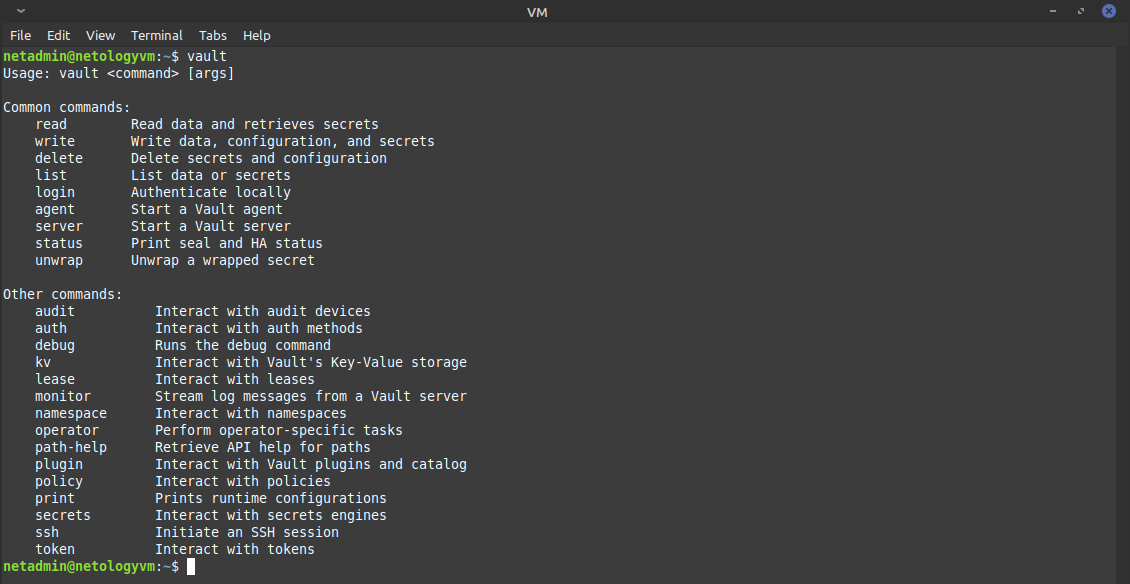 VM
File Edit View Terminal Tabs Help
netadmin@netologyvm:~$ vault
Usage: vault <command> [args]

Common commands:
    read        Read data and retrieves secrets
    write       Write data, configuration, and secrets
    delete      Delete secrets and configuration
    list        List data or secrets
    login       Authenticate locally
    agent       Start a Vault agent
    server      Start a Vault server
    status      Print seal and HA status
    unwrap      Unwrap a wrapped secret

Other commands:
    audit          Interact with audit devices
    auth           Interact with auth methods
    debug          Runs the debug command
    kv             Interact with Vault's Key-Value storage
    lease          Interact with leases
    monitor        Stream log messages from a Vault server
    namespace      Interact with namespaces
    operator       Perform operator-specific tasks
    path-help      Retrieve API help for paths
    plugin         Interact with Vault plugins and catalog
    policy         Interact with policies
    print          Prints runtime configurations
    secrets        Interact with secrets engines
    ssh            Initiate an SSH session
    token          Interact with tokens
netadmin@netologyvm:~$